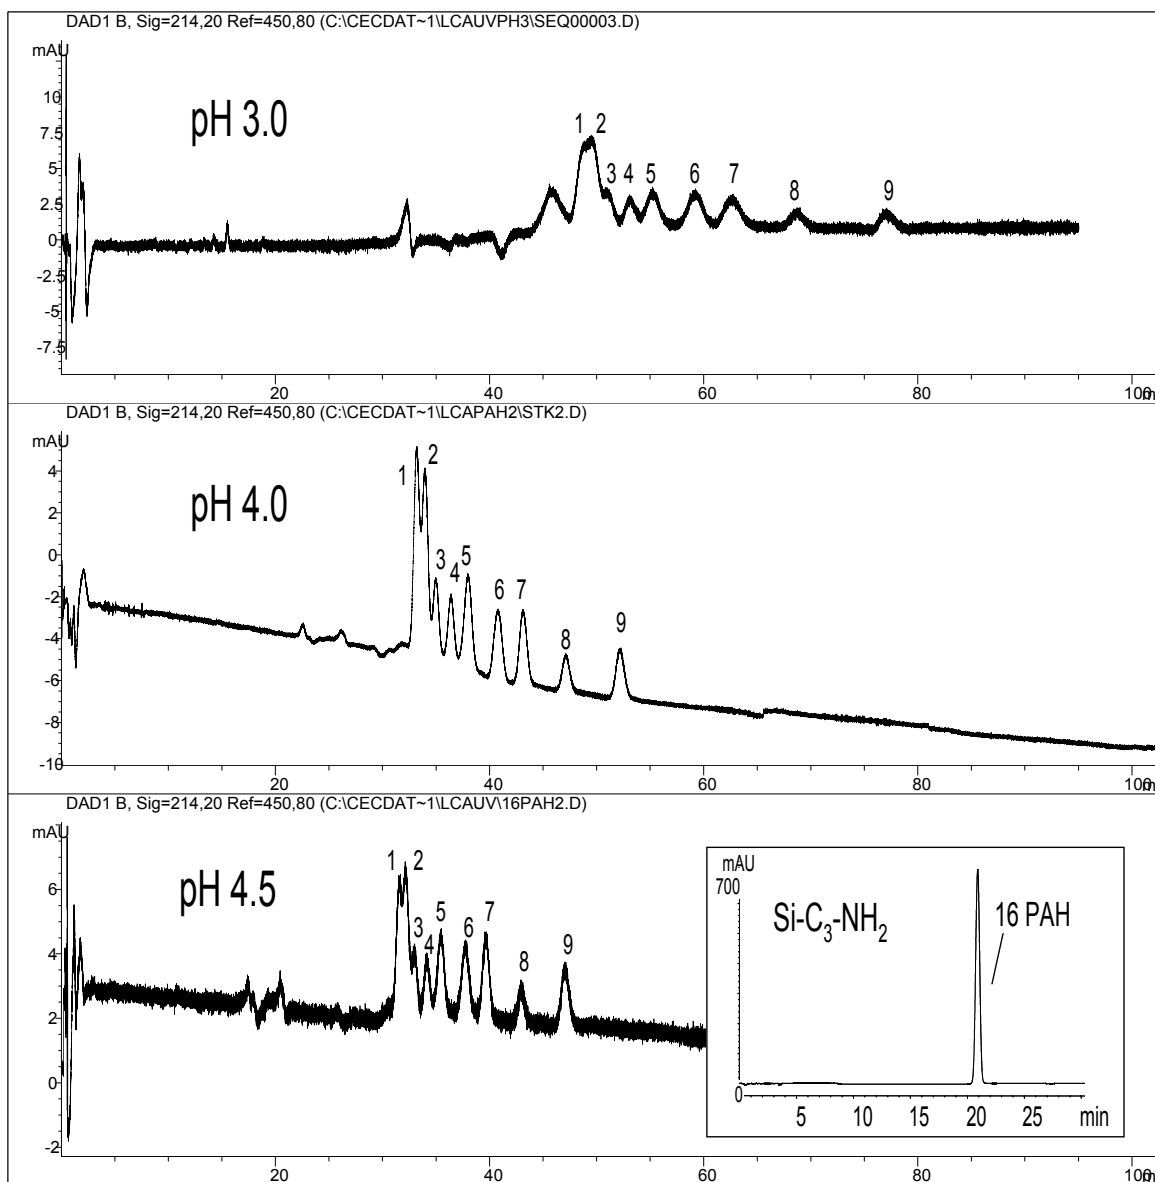 DAD1 B, Sig=214,20 Ref=450,80 (C:\CECDAT~1\LCAUVPH3\SEQ00003.D)
mAU
pH 3.0
10
7.5
5
2.5
0
-2.5
-5
-7.5
1 2
3 4 5 6 7 8 9
20 40 60 80 100
DAD1 B, Sig=214,20 Ref=450,80 (C:\CECDAT~1\LCAPAH2\STK2.D)
mAU
pH 4.0
4
2
0
-2
-4
-6
-8
-10
1 2 3 4 5 6 7 8 9
20 40 60 80 100
DAD1 B, Sig=214,20 Ref=450,80 (C:\CECDAT~1\LCAUV\16PAH2.D)
mAU
pH 4.5
6
4
2
0
-2
1 2 3 4 5 6 7 8 9
20 40 60 80 100
mAU
700
Si-C3-NH2
16 PAH
0
5 10 15 20 25 min